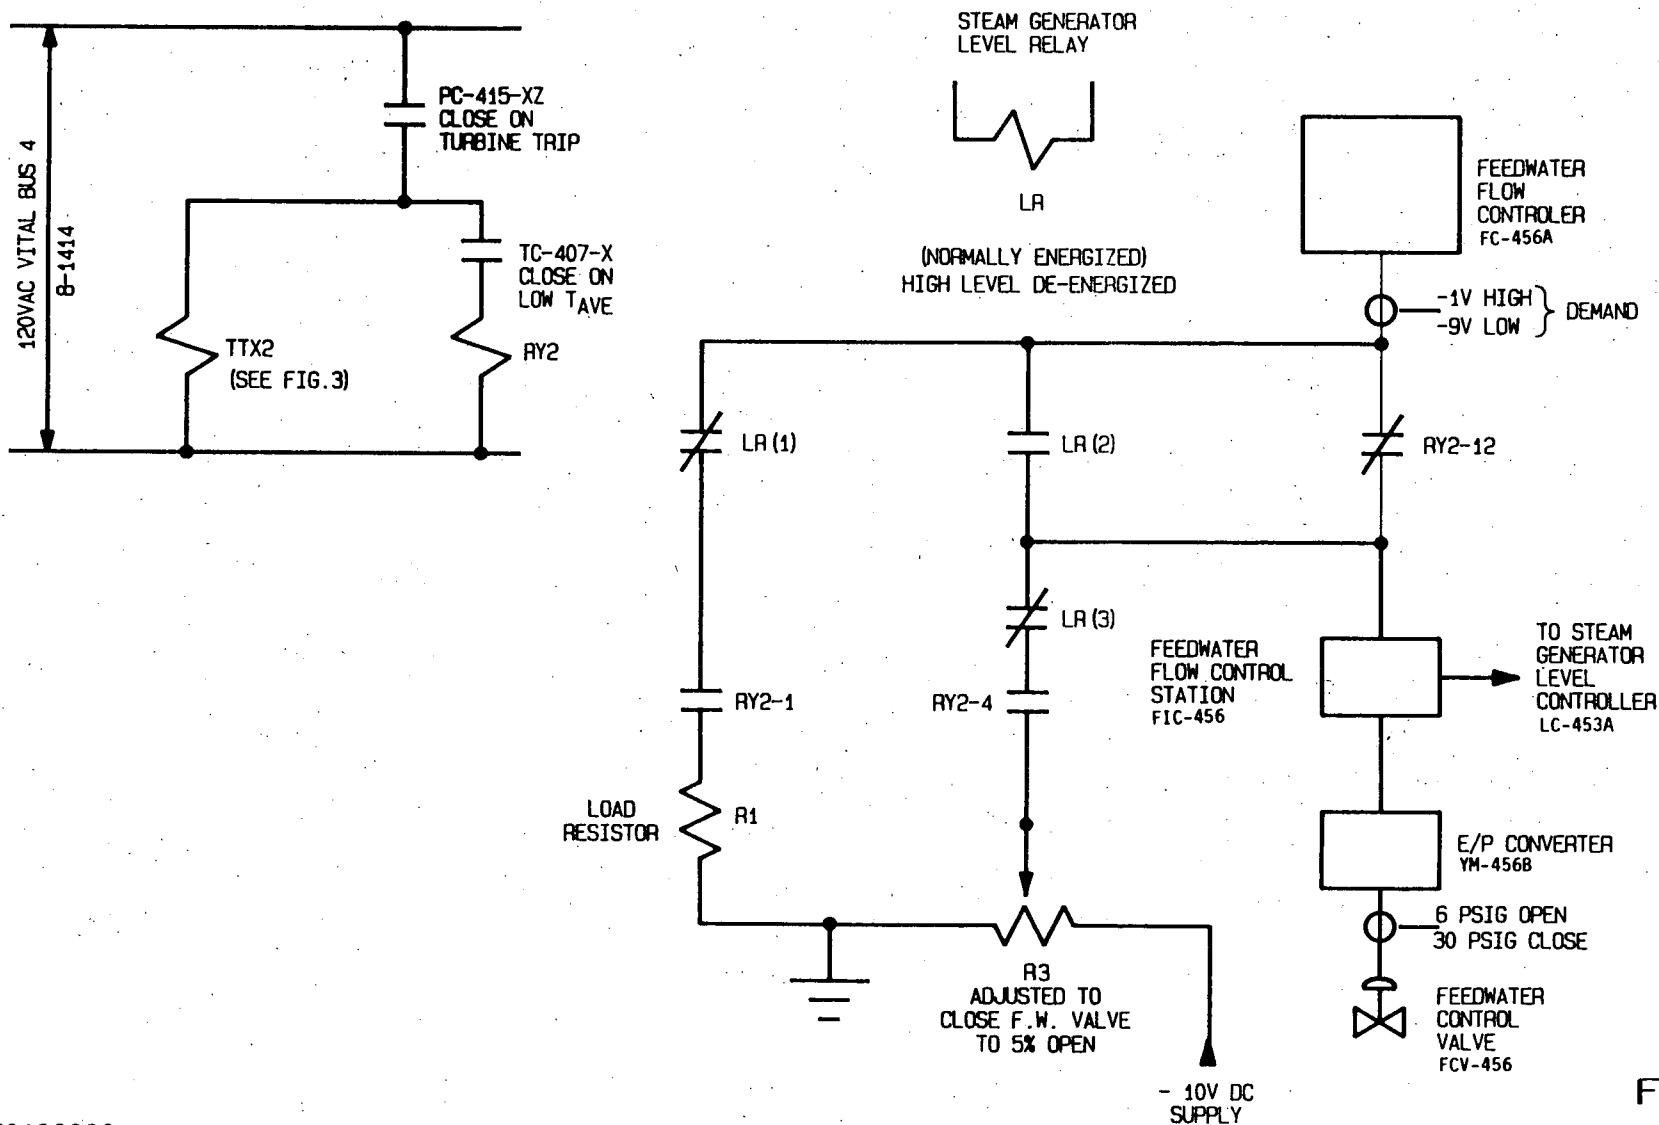 STEAM GENERATOR
LEVEL RELAY
LR
(NORMALLY ENERGIZED)
HIGH LEVEL DE-ENERGIZED
120VAC VITAL BUS 4
8-1414
PC-415-XZ
CLOSE ON
TURBINE TRIP
TC-407-X
CLOSE ON
LOW TAVE
TTX2
(SEE FIG.3)
RY2
FEEDWATER
FLOW
CONTROLER
FC-456A
-1V HIGH
-9V LOW
DEMAND
LR(1)
LR(2)
RY2-12
LR(3)
RY2-1
RY2-4
FEEDWATER
FLOW CONTROL
STATION
FIC-456
TO STEAM
GENERATOR
LEVEL
CONTROLLER
LC-453A
LOAD
RESISTOR
R1
E/P CONVERTER
YM-456B
6 PSIG OPEN
30 PSIG CLOSE
R3
ADJUSTED TO
CLOSE F.W. VALVE
TO 5% OPEN
FEEDWATER
CONTROL
VALVE
FCV-456
- 10V DC
SUPPLY
F